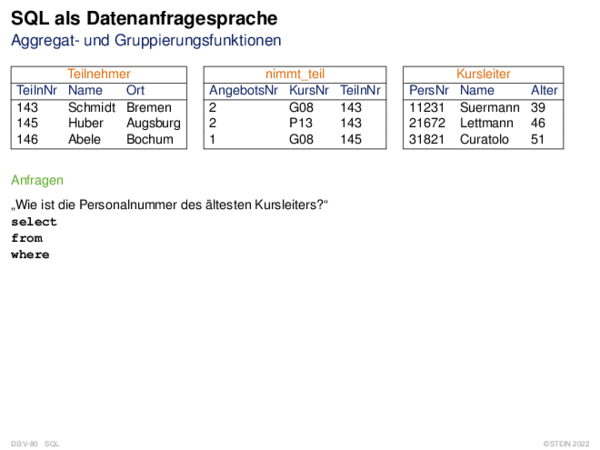 SQL als Datenanfragesprache
Aggregat- und Gruppierungsfunktionen
Teilnehmer
TeilnNr Name Ort
143 Schmidt Bremen
145 Huber Augsburg
146 Abele Bochum
nimmt_teil
AngebotsNr KursNr TeilnNr
2 G08 143
2 P13 143
1 G08 145
Kursleiter
PersNr Name Alter
11231 Suermann 39
21672 Lettmann 46
31821 Curatolo 51
Anfragen
„Wie ist die Personalnummer des ältesten Kursleiters?“
select
from
where
DB:V-80 SQL
©STEIN 2022